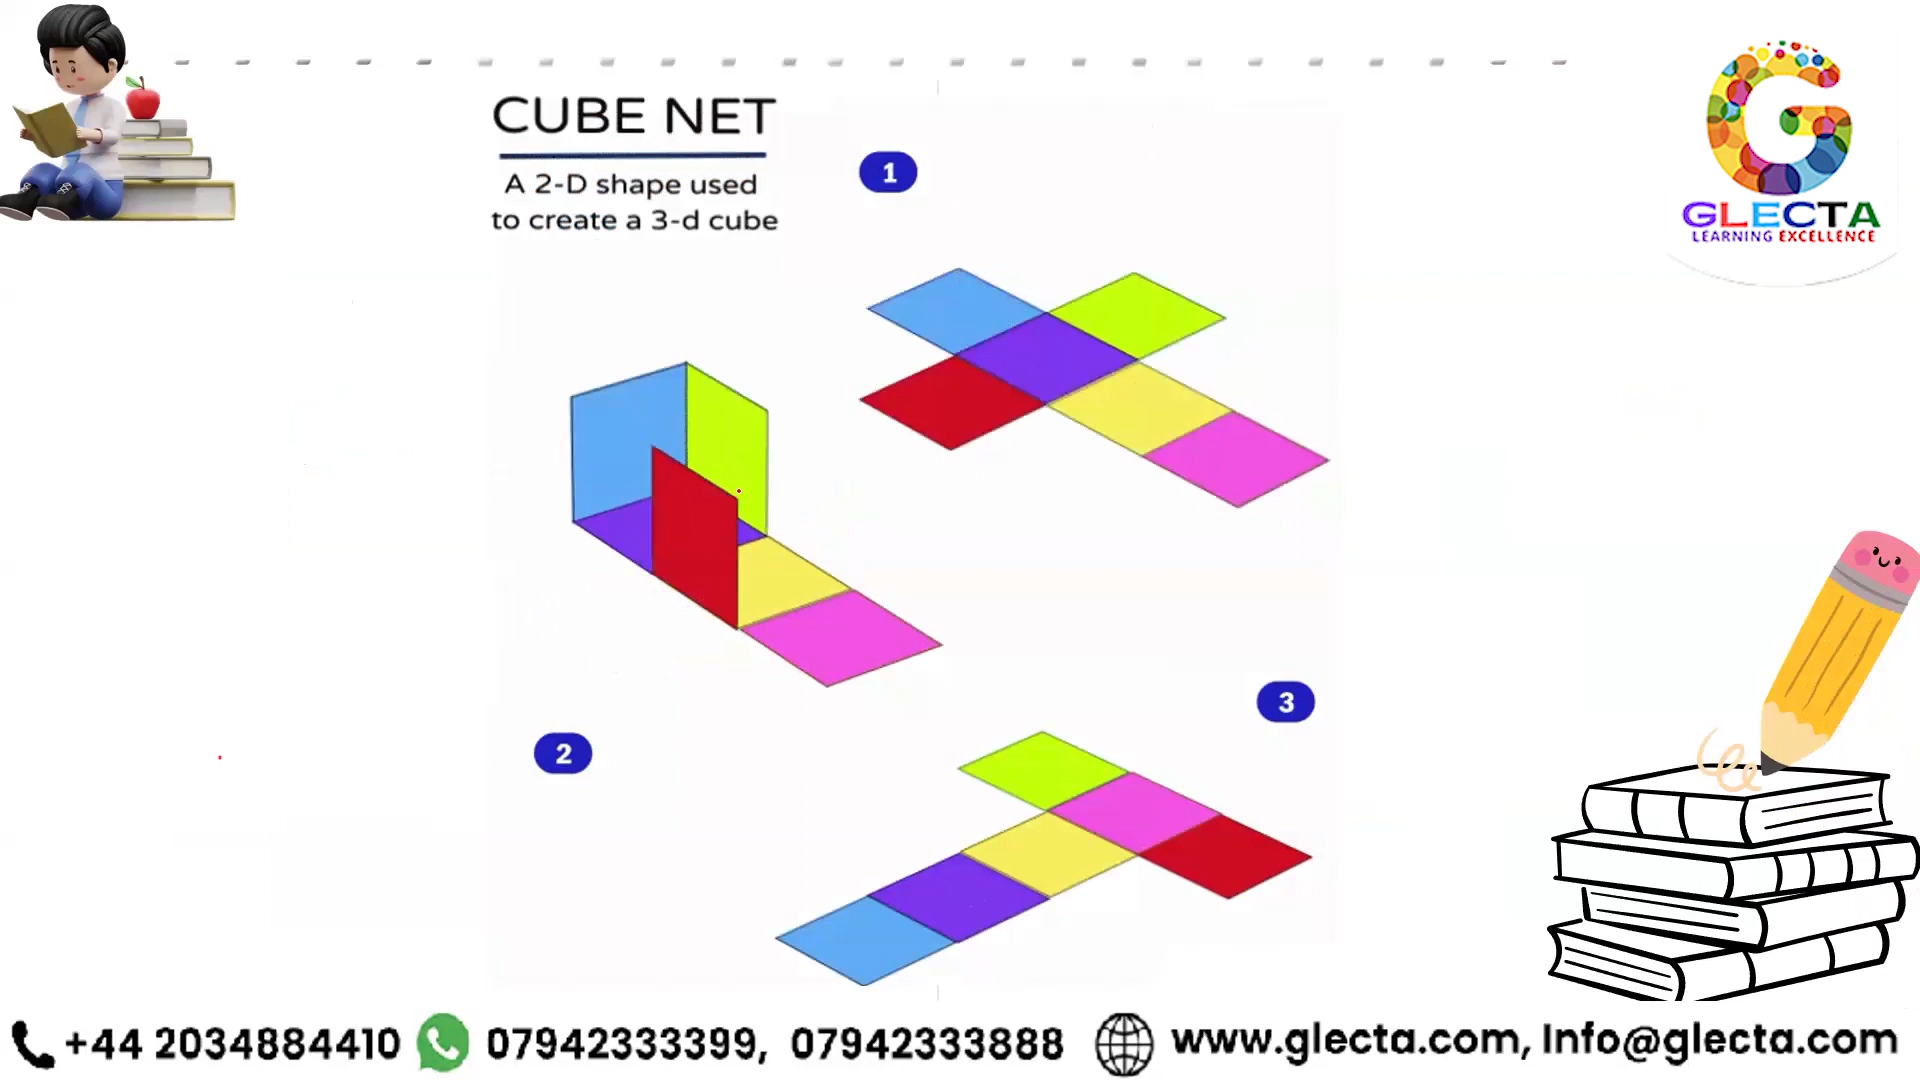 CUBE NET
A 2-D shape used
to create a 3-d cube
1
GLECTA
LEARNING EXCELLENCE
2
3
+44 2034884410 07942333399, 07942333888 www.glecta.com, Info@glecta.com